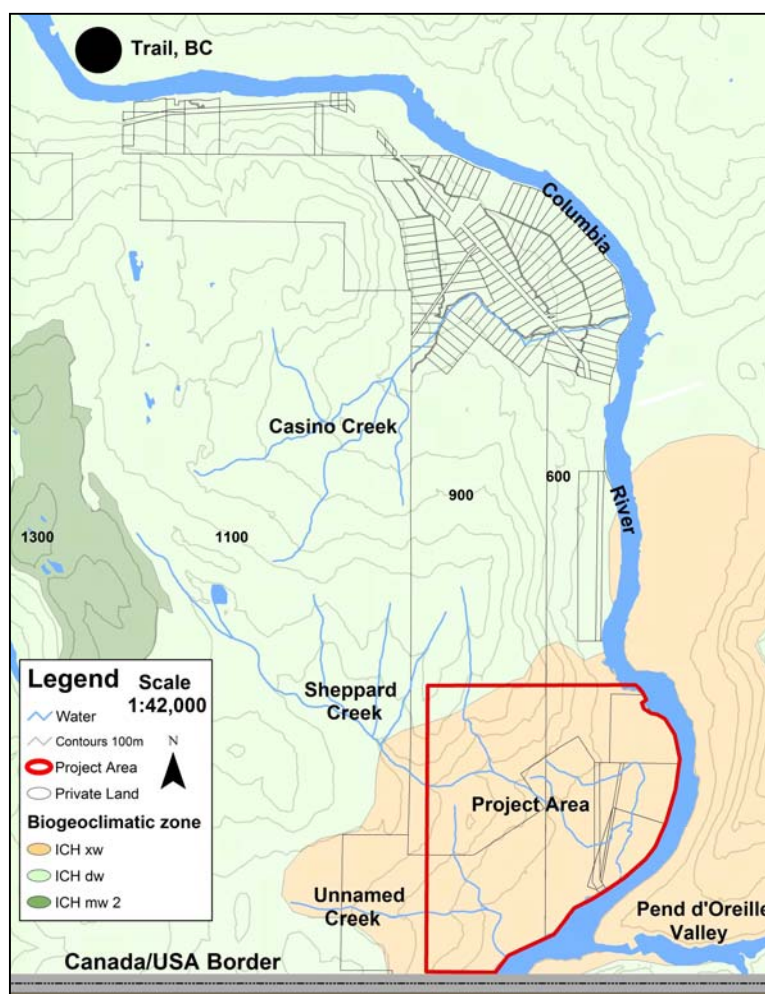 Trail, BC
Columbia
River
Casino Creek
600
900
1100
1300
Sheppard
Creek
Legend
Scale
1:42,000
Water
Contours 100m
N
Project Area
Private Land
Biogeoclimatic zone
ICH xw
ICH dw
ICH mw 2
Project Area
Unnamed
Creek
Pend d'Oreille
Valley
Canada/USA Border